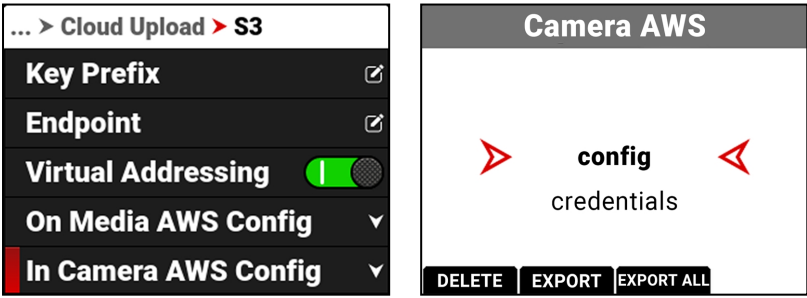 ... > Cloud Upload > S3
Key Prefix
Endpoint
Virtual Addressing
On Media AWS Config
In Camera AWS Config
Camera AWS
config
credentials
DELETE EXPORT EXPORT ALL